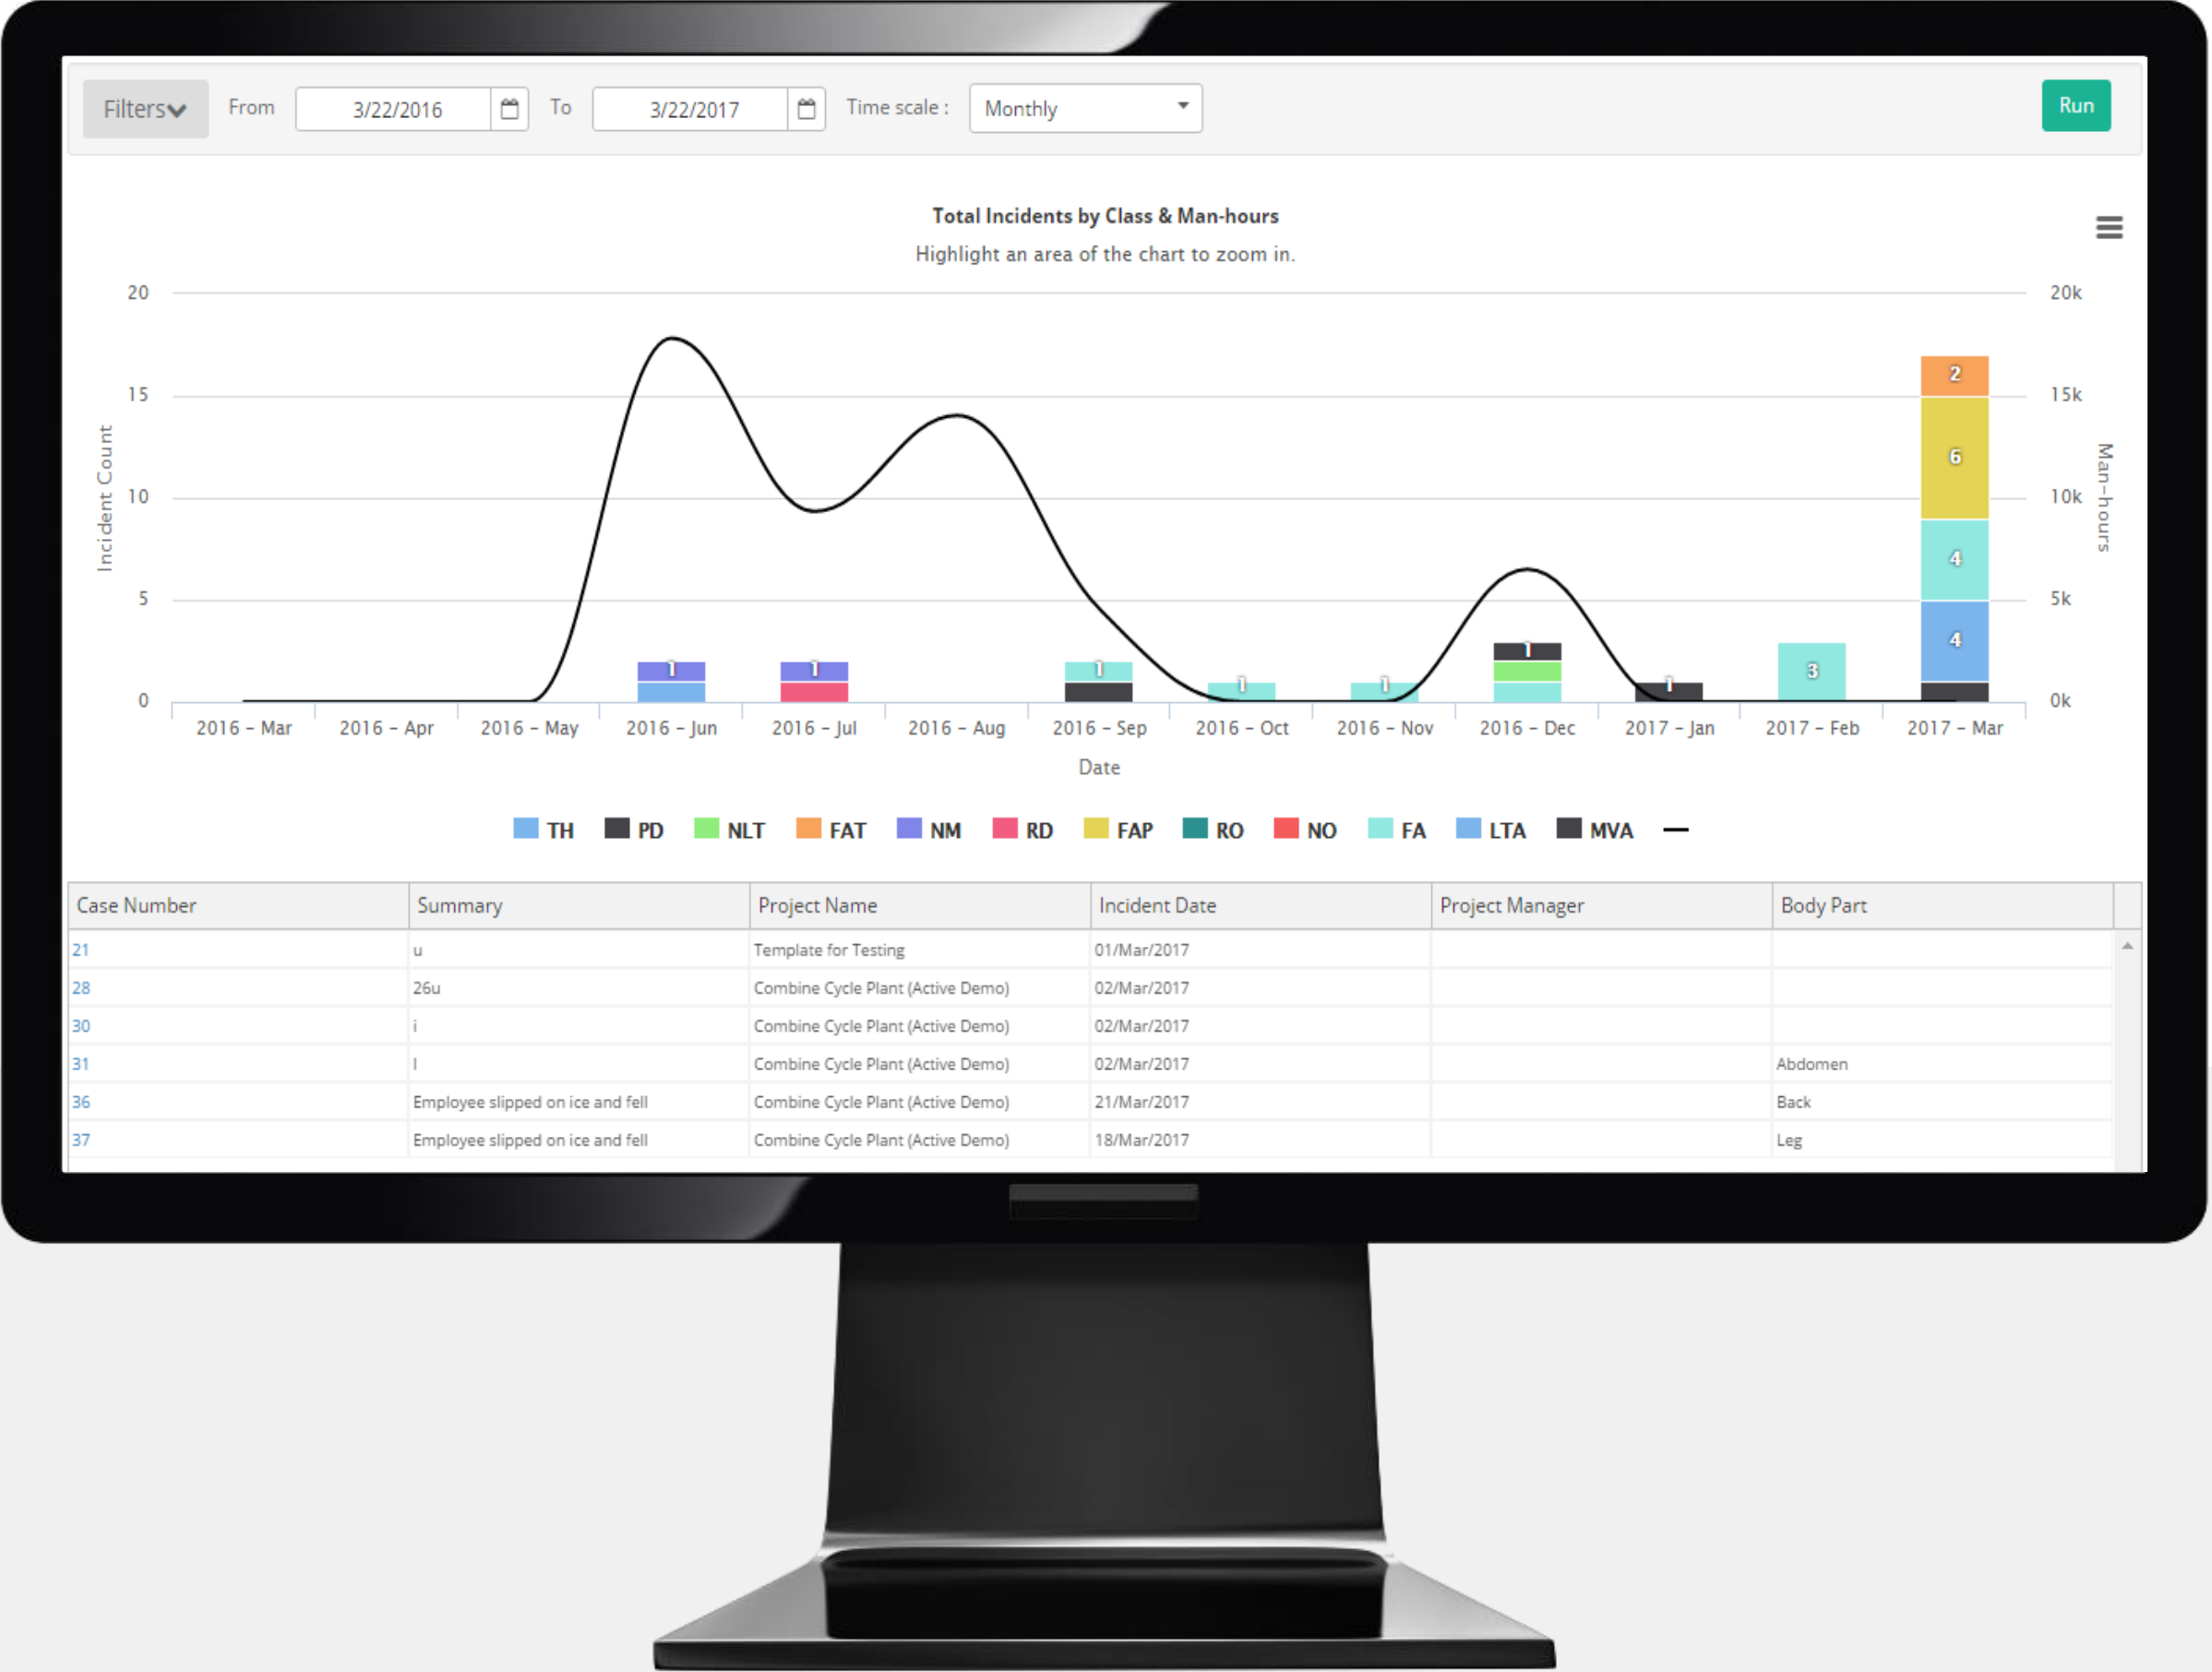 Filters From 3/22/2016 To 3/22/2017 Time scale : Monthly Run
Total Incidents by Class & Man-hours
Highlight an area of the chart to zoom in.
20 20k
2
15 15k
6
Incident Count
Man-hours
10 10k
4
5 5k
4
1 1 1 1 1 1 1 3
0 0k
2016 - Mar 2016 - Apr 2016 - May 2016 - Jun 2016 - Jul 2016 - Aug 2016 - Sep 2016 - Oct 2016 - Nov 2016 - Dec 2017 - Jan 2017 - Feb 2017 - Mar
Date
TH PD NLT FAT NM RD FAP RO NO FA LTA MVA
Case Number Summary Project Name Incident Date Project Manager Body Part
21 u Template for Testing 01/Mar/2017
28 26u Combine Cycle Plant (Active Demo) 02/Mar/2017
30 i Combine Cycle Plant (Active Demo) 02/Mar/2017
31 l Combine Cycle Plant (Active Demo) 02/Mar/2017 Abdomen
36 Employee slipped on ice and fell Combine Cycle Plant (Active Demo) 21/Mar/2017 Back
37 Employee slipped on ice and fell Combine Cycle Plant (Active Demo) 18/Mar/2017 Leg